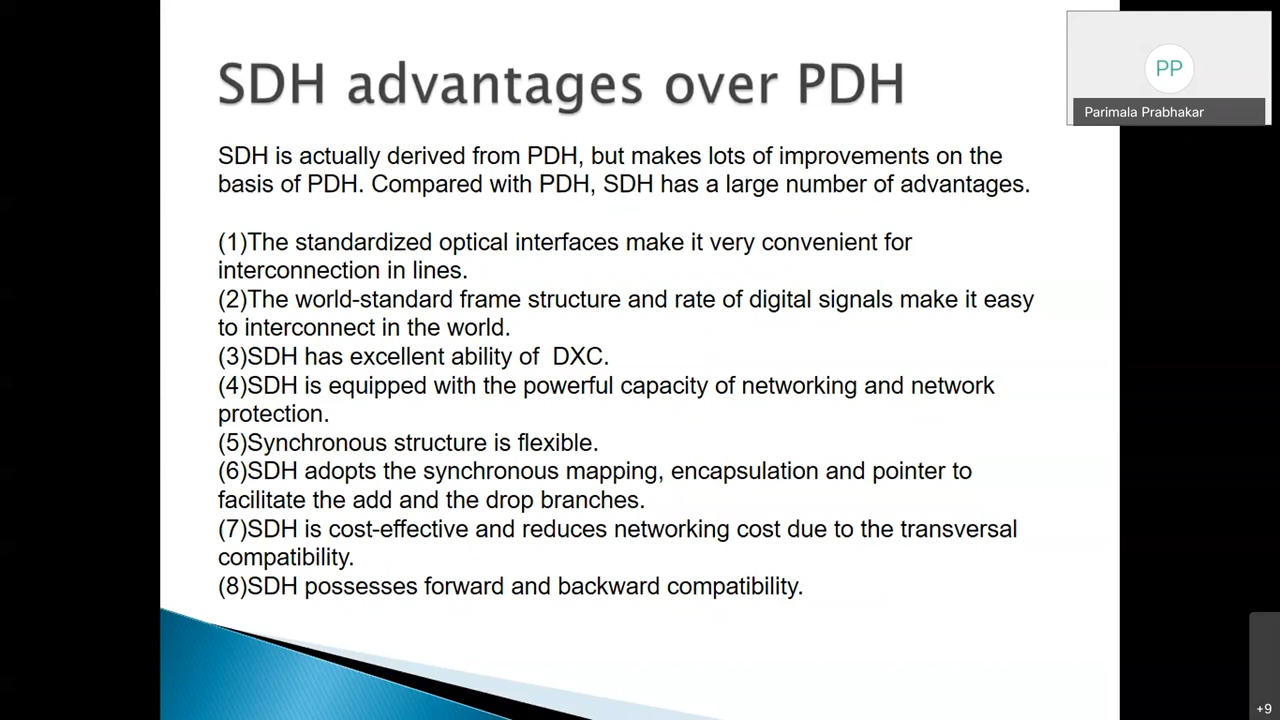 SDH advantages over PDH
PP
Parimala Prabhakar
SDH is actually derived from PDH, but makes lots of improvements on the
basis of PDH. Compared with PDH, SDH has a large number of advantages.
(1)The standardized optical interfaces make it very convenient for
interconnection in lines.
(2)The world-standard frame structure and rate of digital signals make it easy
to interconnect in the world.
(3)SDH has excellent ability of  DXC.
(4)SDH is equipped with the powerful capacity of networking and network
protection.
(5)Synchronous structure is flexible.
(6)SDH adopts the synchronous mapping, encapsulation and pointer to
facilitate the add and the drop branches.
(7)SDH is cost-effective and reduces networking cost due to the transversal
compatibility.
(8)SDH possesses forward and backward compatibility.
+9